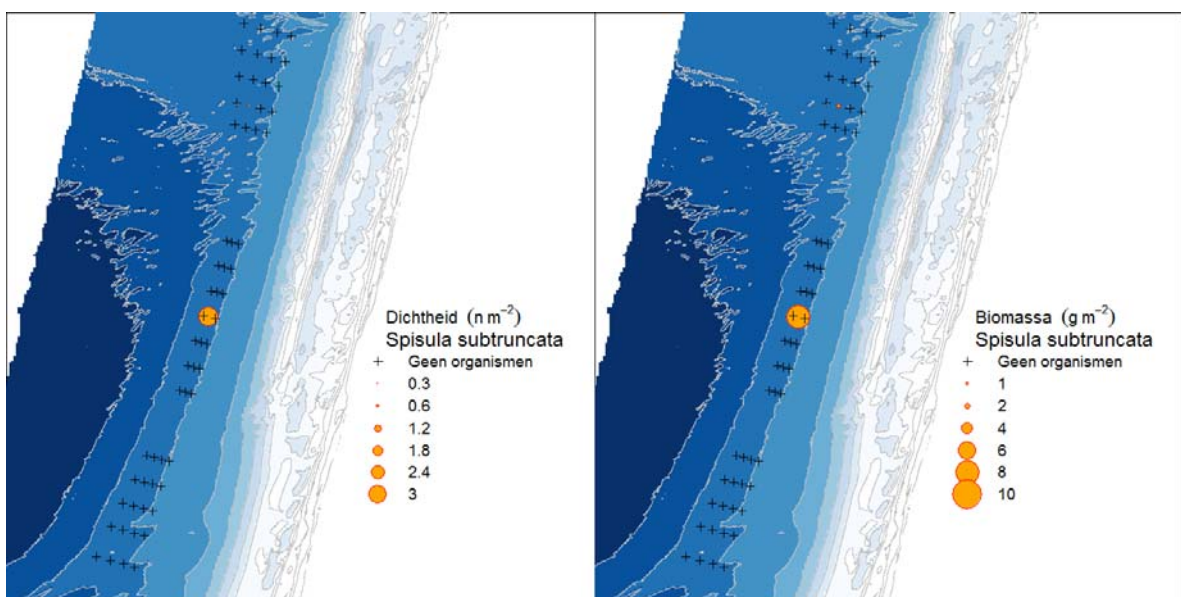 Dichtheid (n m⁻²)
Spisula subtruncata
Geen organismen
0.3
0.6
1.2
1.8
2.4
3
Biomassa (g m⁻²)
Spisula subtruncata
Geen organismen
1
2
4
6
8
10